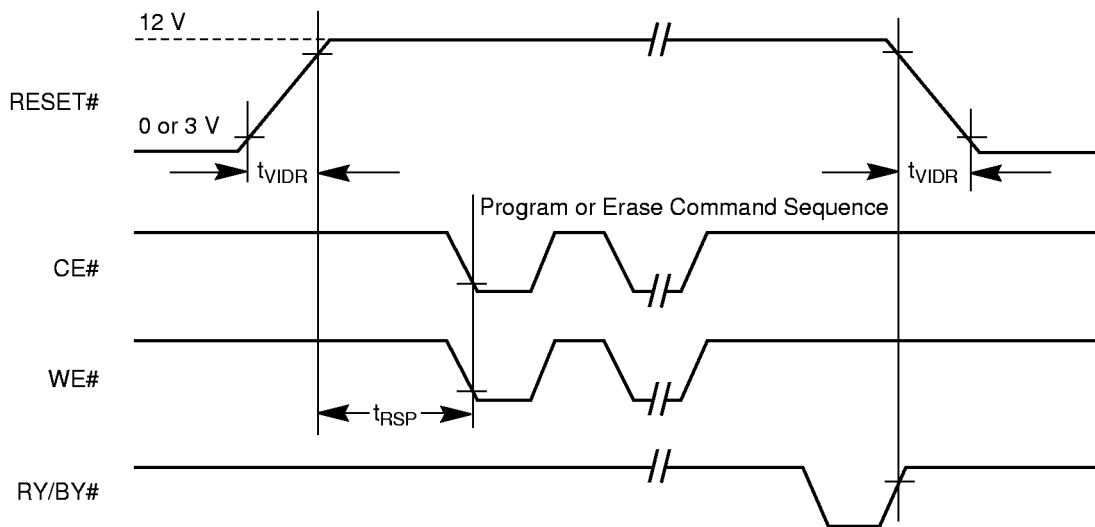 12 V
RESET#
0 or 3 V
tVIDR
tVIDR
Program or Erase Command Sequence
CE#
WE#
tRSP
RY/BY#